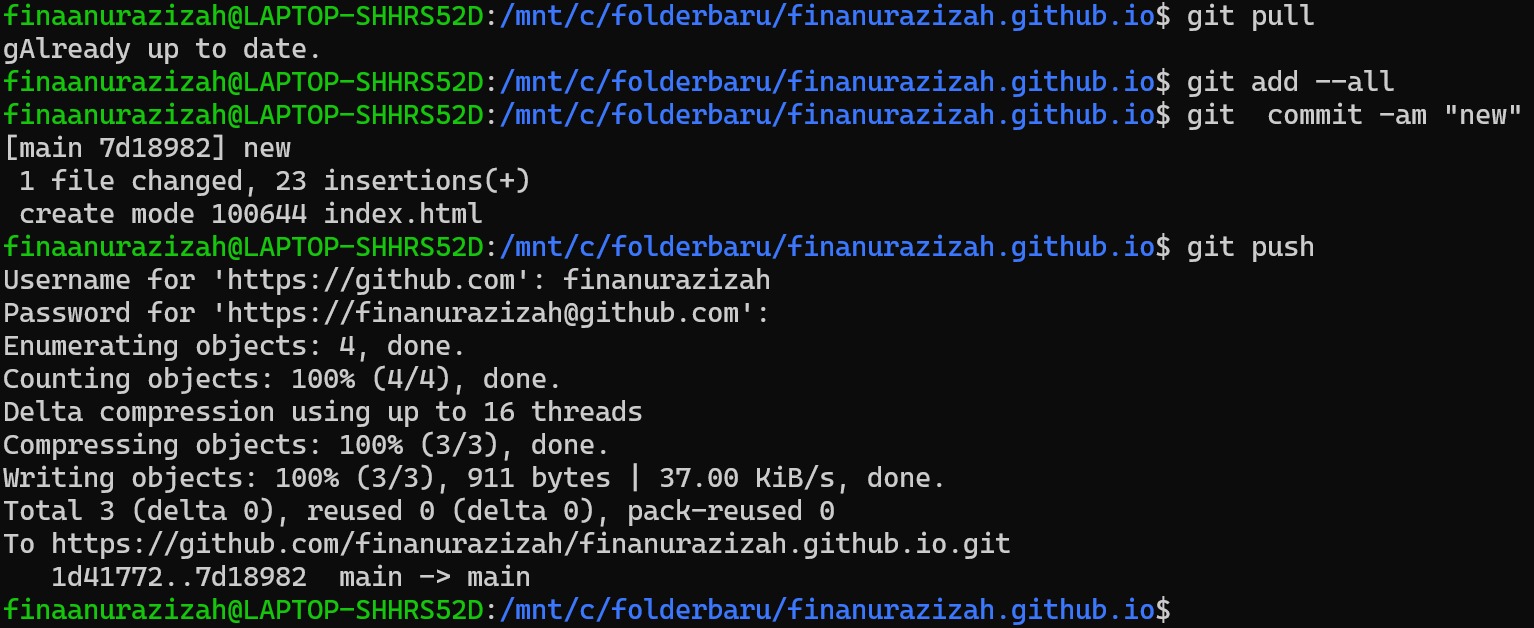 finaanurazizah@LAPTOP-SHHRS52D:/mnt/c/folderbaru/finanurazizah.github.io$ git pull
gAlready up to date.
finaanurazizah@LAPTOP-SHHRS52D:/mnt/c/folderbaru/finanurazizah.github.io$ git add --all
finaanurazizah@LAPTOP-SHHRS52D:/mnt/c/folderbaru/finanurazizah.github.io$ git  commit -am "new"
[main 7d18982] new
 1 file changed, 23 insertions(+)
 create mode 100644 index.html
finaanurazizah@LAPTOP-SHHRS52D:/mnt/c/folderbaru/finanurazizah.github.io$ git push
Username for 'https://github.com': finanurazizah
Password for 'https://finanurazizah@github.com':
Enumerating objects: 4, done.
Counting objects: 100% (4/4), done.
Delta compression using up to 16 threads
Compressing objects: 100% (3/3), done.
Writing objects: 100% (3/3), 911 bytes | 37.00 KiB/s, done.
Total 3 (delta 0), reused 0 (delta 0), pack-reused 0
To https://github.com/finanurazizah/finanurazizah.github.io.git
   1d41772..7d18982  main -> main
finaanurazizah@LAPTOP-SHHRS52D:/mnt/c/folderbaru/finanurazizah.github.io$